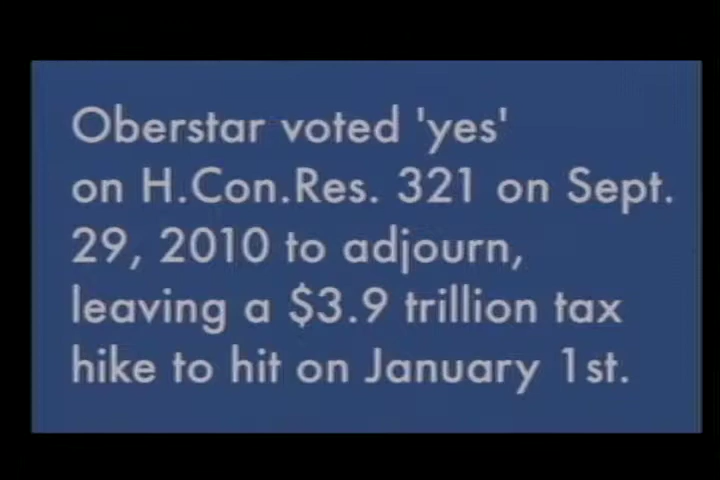 Oberstar voted 'yes'
on H.Con.Res. 321 on Sept.
29, 2010 to adjourn,
leaving a $3.9 trillion tax
hike to hit on January 1st.